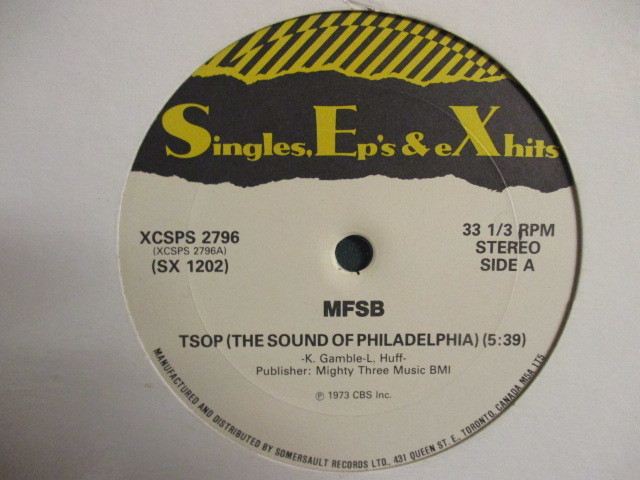 Singles, Ep's & eX hits
XCSPS 2796
(XCSPS 2796A)
(SX 1202)
33 1/3 RPM
STEREO
SIDE A
MFSB
TSOP (THE SOUND OF PHILADELPHIA) (5:39)
-K. Gamble-L. Huff-
Publisher: Mighty Three Music BMI
℗ 1973 CBS Inc.
MANUFACTURED AND DISTRIBUTED BY SOMERSAULT RECORDS LTD., 431 QUEEN ST. E., TORONTO, CANADA M5A 1T5